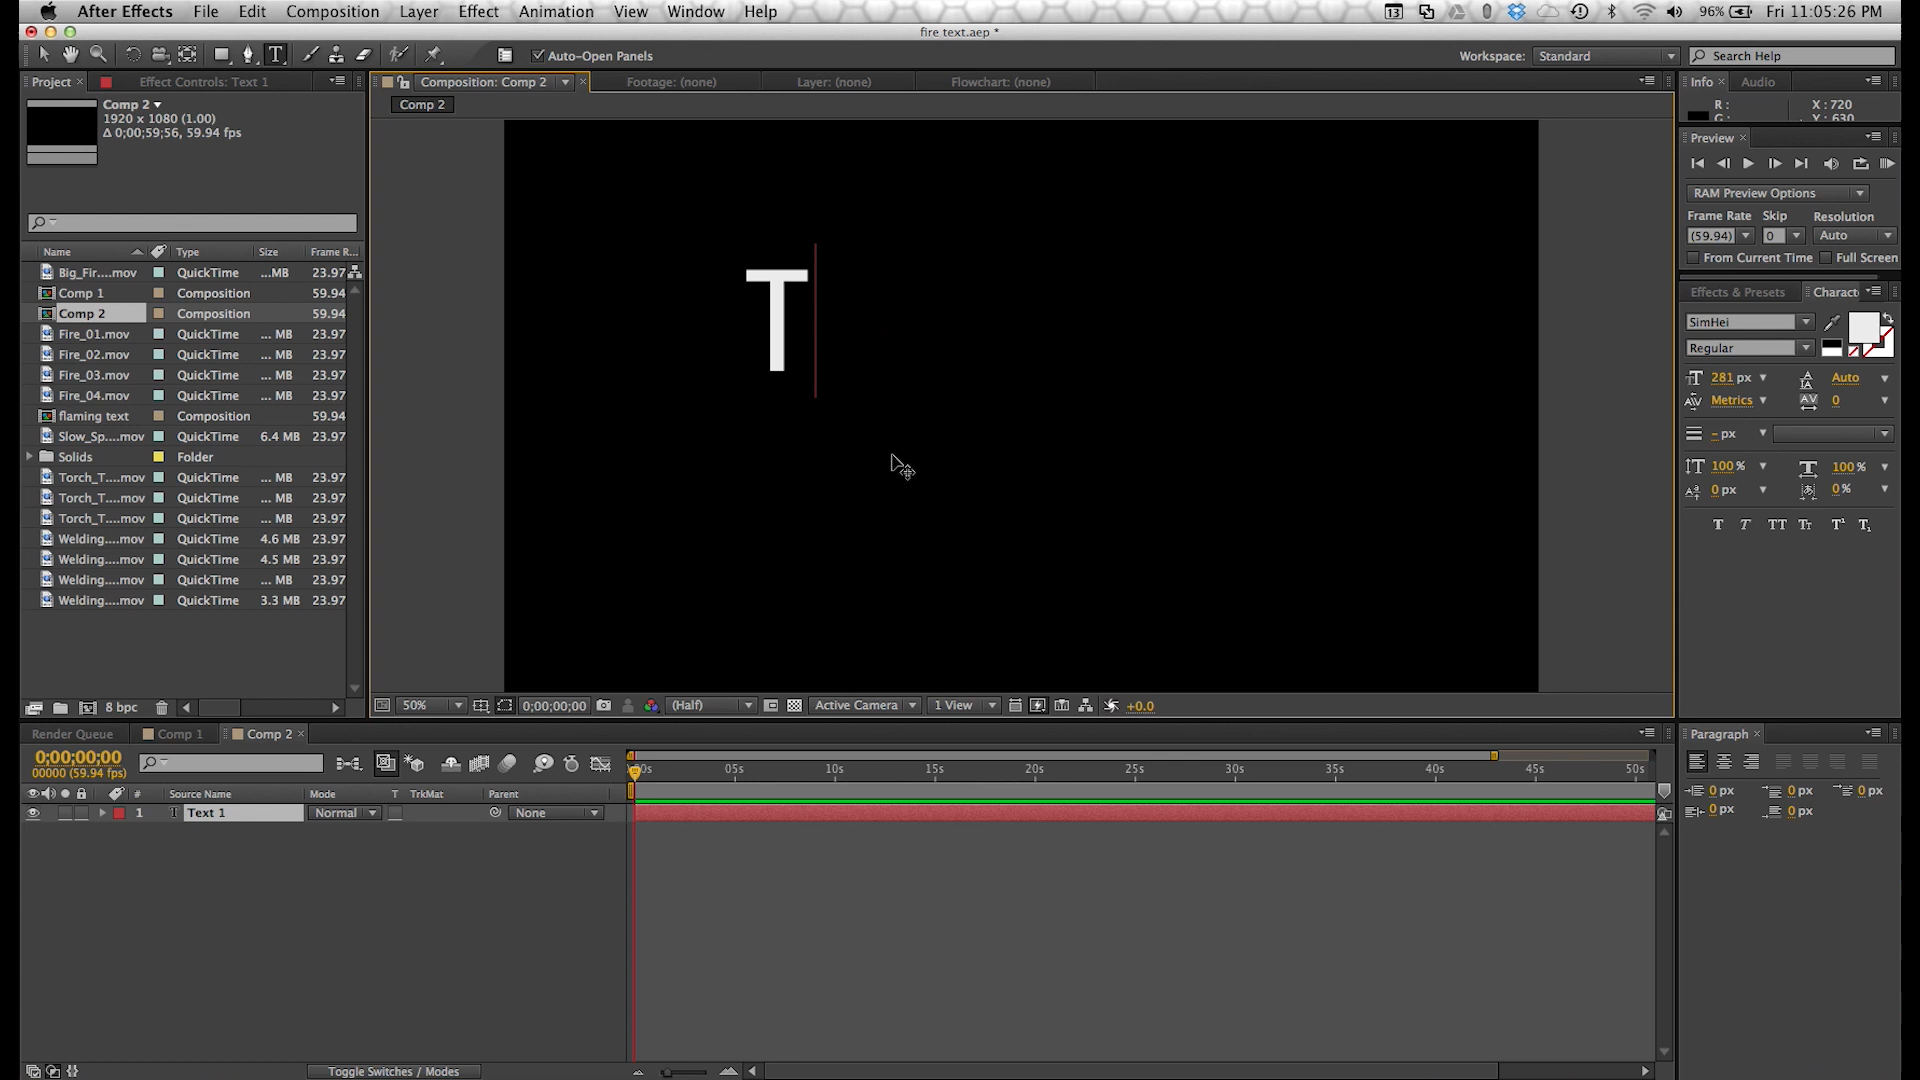 After Effects File Edit Composition Layer Effect Animation View Window Help 13 96% Fri 11:05:26 PM
fire text.aep *
T Auto-Open Panels Workspace: Standard Search Help
Project × Effect Controls: Text 1 Composition: Comp 2 × Footage: (none) Layer: (none) Flowchart: (none) Info × Audio
Comp 2
1920 x 1080 (1.00)
Δ 0;00;59;56, 59.94 fps
Comp 2
R: X: 720
G: Y: 630
Preview ×
RAM Preview Options
Frame Rate Skip Resolution
(59.94) 0 Auto
From Current Time Full Screen
Name Type Size Frame R...
Big_Fir....mov QuickTime ...MB 23.97
Comp 1 Composition 59.94
Comp 2 Composition 59.94
Fire_01.mov QuickTime ... MB 23.97
Fire_02.mov QuickTime ... MB 23.97
Fire_03.mov QuickTime ... MB 23.97
Fire_04.mov QuickTime ... MB 23.97
flaming text Composition 59.94
Slow_Sp....mov QuickTime 6.4 MB 23.97
Solids Folder
Torch_T....mov QuickTime ... MB 23.97
Torch_T....mov QuickTime ... MB 23.97
Torch_T....mov QuickTime ... MB 23.97
Welding....mov QuickTime 4.6 MB 23.97
Welding....mov QuickTime 4.5 MB 23.97
Welding....mov QuickTime ... MB 23.97
Welding....mov QuickTime 3.3 MB 23.97
8 bpc
T
Effects & Presets Charact
SimHei
Regular
281 px Auto
Metrics 0
- px
100 % 100 %
0 px 0 %
T T TT Tt T¹ T₁
50% 0;00;00;00 (Half) Active Camera 1 View +0.0
Render Queue Comp 1 Comp 2 ×
0;00;00;00
00000 (59.94 fps)
05s 10s 15s 20s 25s 30s 35s 40s 45s 50s
# Source Name Mode T TrkMat Parent
1 T Text 1 Normal None
Toggle Switches / Modes
Paragraph ×
0 px 0 px 0 px
0 px 0 px